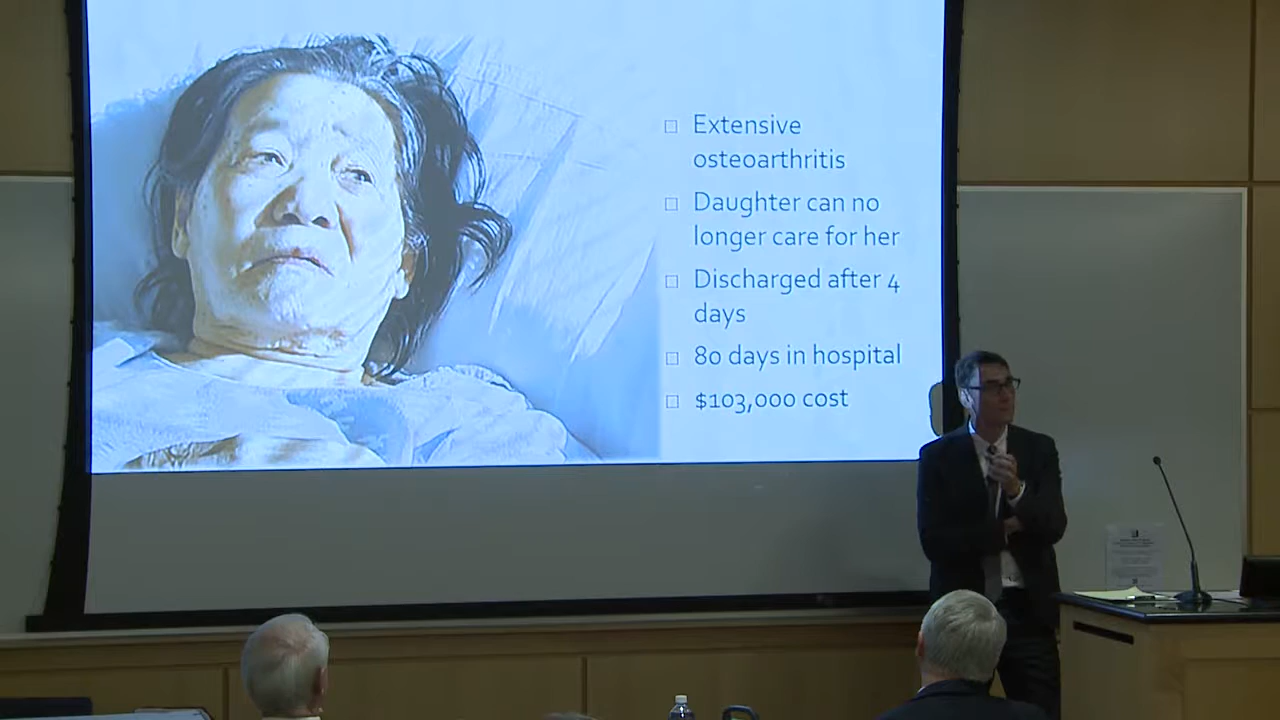 Extensive
osteoarthritis
Daughter can no
longer care for her
Discharged after 4
days
80 days in hospital
$103,000 cost